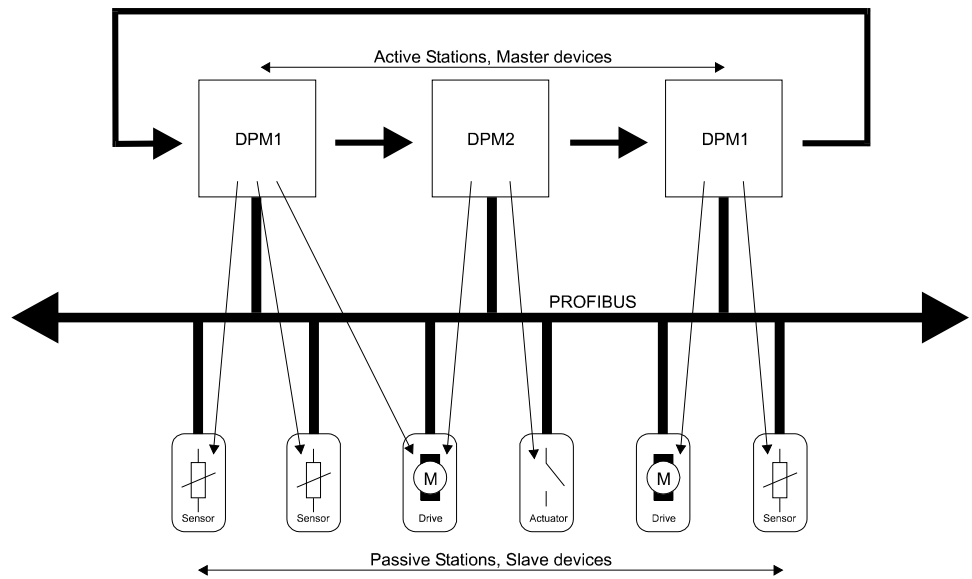 Active Stations, Master devices
DPM1
DPM2
DPM1
PROFIBUS
M
M
Sensor
Sensor
Drive
Actuator
Drive
Sensor
Passive Stations, Slave devices